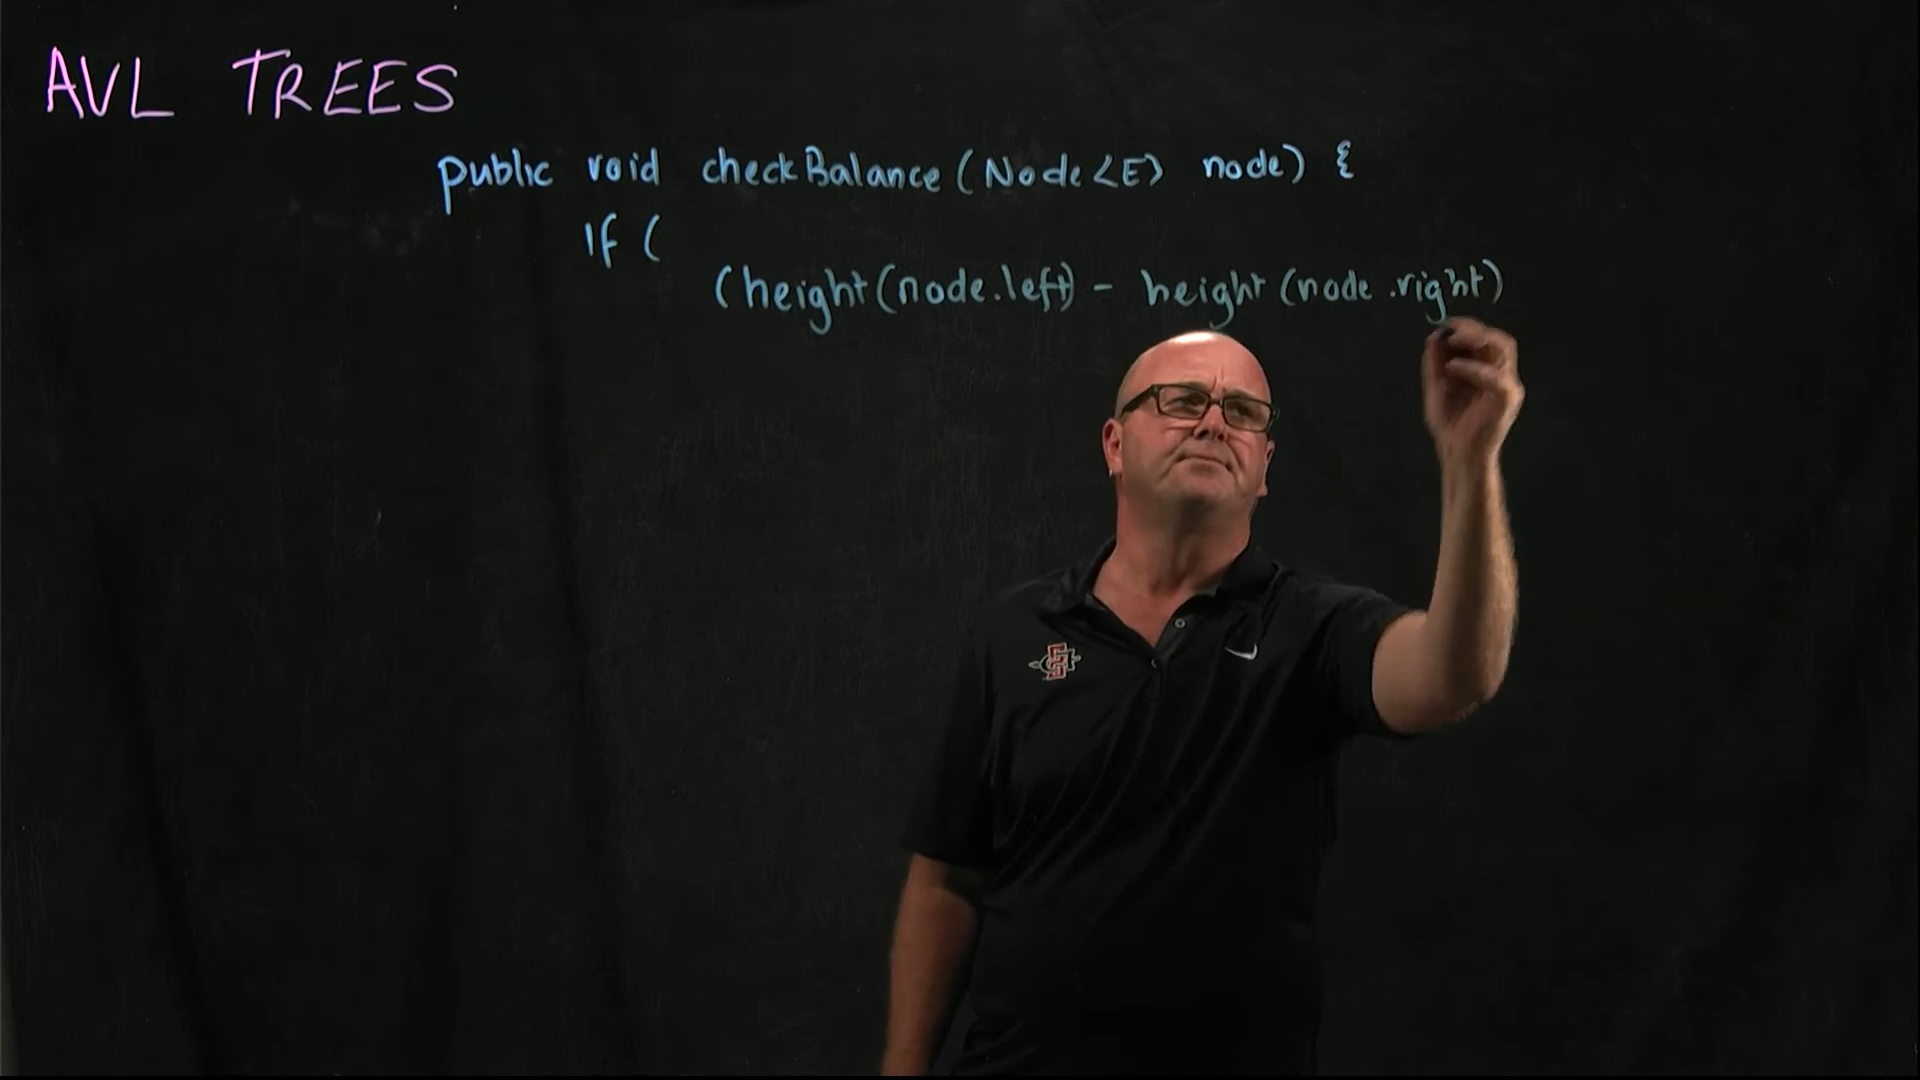 AVL TREES
public void checkBalance (Node<E> node) {
if (
(height(node.left) - height(node.right)